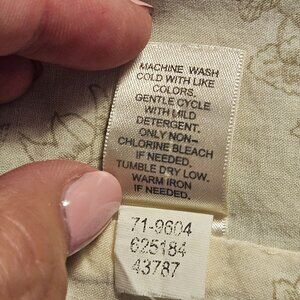 MACHINE WASH
COLD WITH LIKE
COLORS.
GENTLE CYCLE
WITH MILD
DETERGENT.
ONLY NON-
CHLORINE BLEACH
IF NEEDED.
TUMBLE DRY LOW.
WARM IRON
IF NEEDED.
71-9604
625184
43787